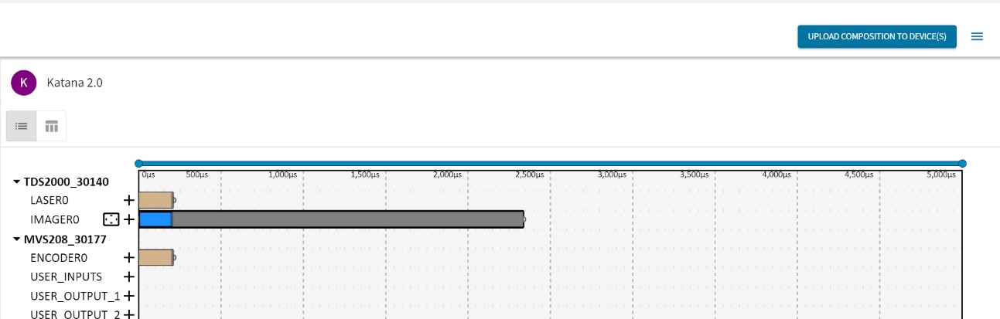 UPLOAD COMPOSITION TO DEVICE(S)
K Katana 2.0
0µs 500µs 1,000µs 1,500µs 2,000µs 2,500µs 3,000µs 3,500µs 4,000µs 4,500µs 5,000µs
TDS2000_30140
LASER0 +
IMAGER0 +
MVS208_30177
ENCODER0 +
USER_INPUTS +
USER_OUTPUT_1 +
USER_OUTPUT_2 +